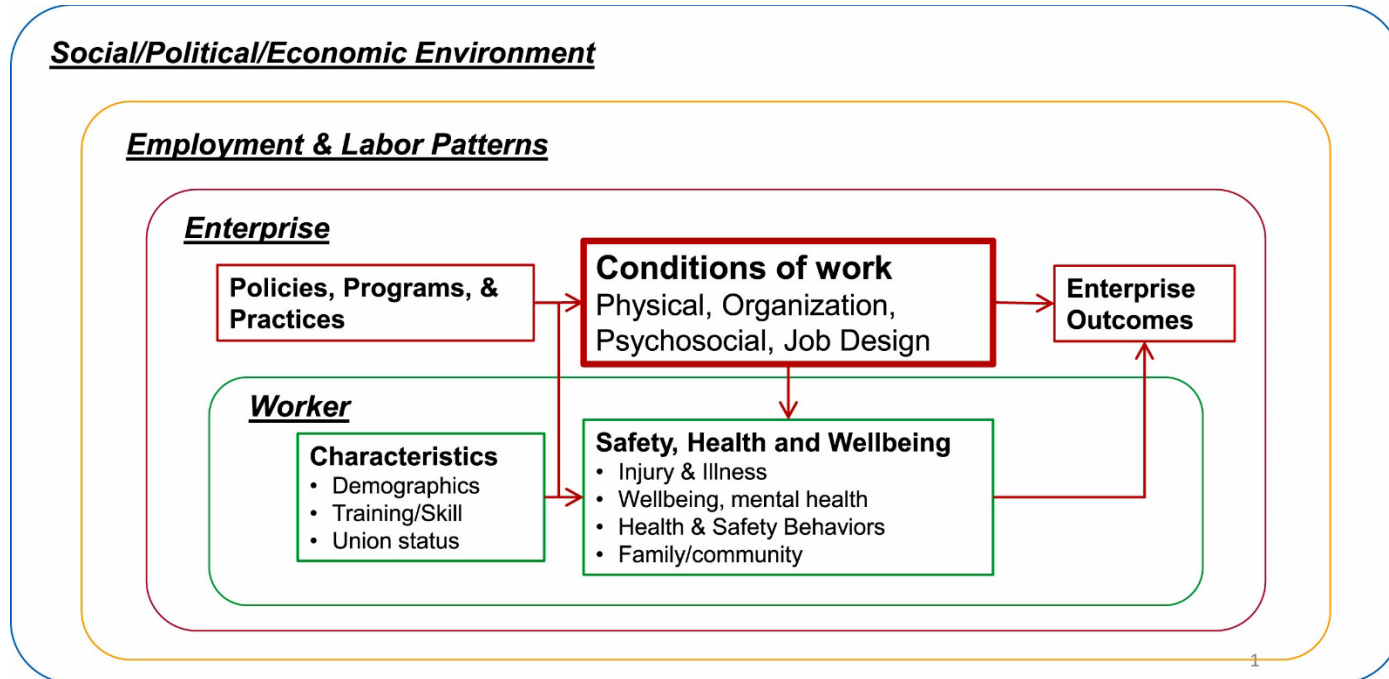 Social/Political/Economic Environment
Employment & Labor Patterns
Enterprise
Policies, Programs, &
Practices
Conditions of work
Physical, Organization,
Psychosocial, Job Design
Enterprise
Outcomes
Worker
Characteristics
• Demographics
• Training/Skill
• Union status
Safety, Health and Wellbeing
• Injury & Illness
• Wellbeing, mental health
• Health & Safety Behaviors
• Family/community
1